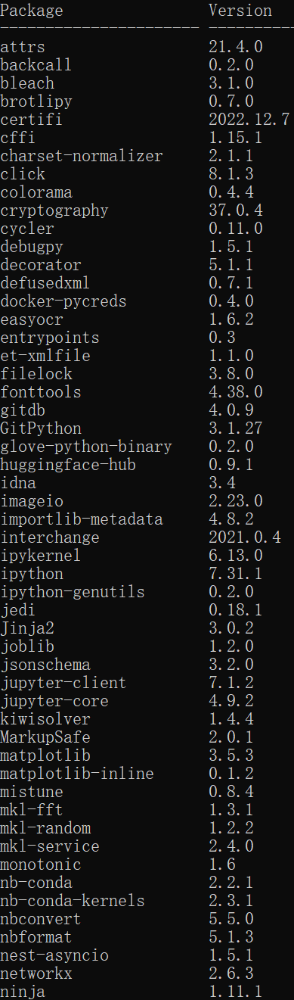 Package Version
---------------------- ----------
attrs 21.4.0
backcall 0.2.0
bleach 3.1.0
brotlipy 0.7.0
certifi 2022.12.7
cffi 1.15.1
charset-normalizer 2.1.1
click 8.1.3
colorama 0.4.4
cryptography 37.0.4
cycler 0.11.0
debugpy 1.5.1
decorator 5.1.1
defusedxml 0.7.1
docker-pycreds 0.4.0
easyocr 1.6.2
entrypoints 0.3
et-xmlfile 1.1.0
filelock 3.8.0
fonttools 4.38.0
gitdb 4.0.9
GitPython 3.1.27
glove-python-binary 0.2.0
huggingface-hub 0.9.1
idna 3.4
imageio 2.23.0
importlib-metadata 4.8.2
interchange 2021.0.4
ipykernel 6.13.0
ipython 7.31.1
ipython-genutils 0.2.0
jedi 0.18.1
Jinja2 3.0.2
joblib 1.2.0
jsonschema 3.2.0
jupyter-client 7.1.2
jupyter-core 4.9.2
kiwisolver 1.4.4
MarkupSafe 2.0.1
matplotlib 3.5.3
matplotlib-inline 0.1.2
mistune 0.8.4
mkl-fft 1.3.1
mkl-random 1.2.2
mkl-service 2.4.0
monotonic 1.6
nb-conda 2.2.1
nb-conda-kernels 2.3.1
nbconvert 5.5.0
nbformat 5.1.3
nest-asyncio 1.5.1
networkx 2.6.3
ninja 1.11.1